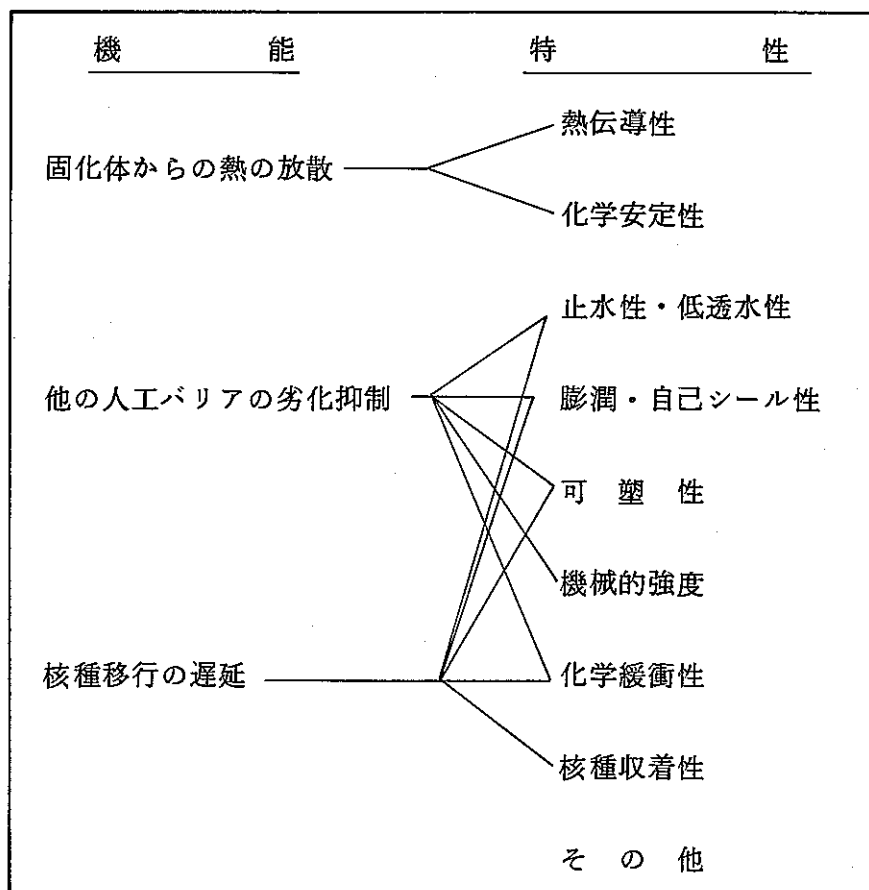 機能 特性
熱伝導性
固化体からの熱の放散
化学安定性
止水性・低透水性
他の人工バリアの劣化抑制 膨潤・自己シール性
可塑性
機械的強度
核種移行の遅延 化学緩衝性
核種収着性
その他